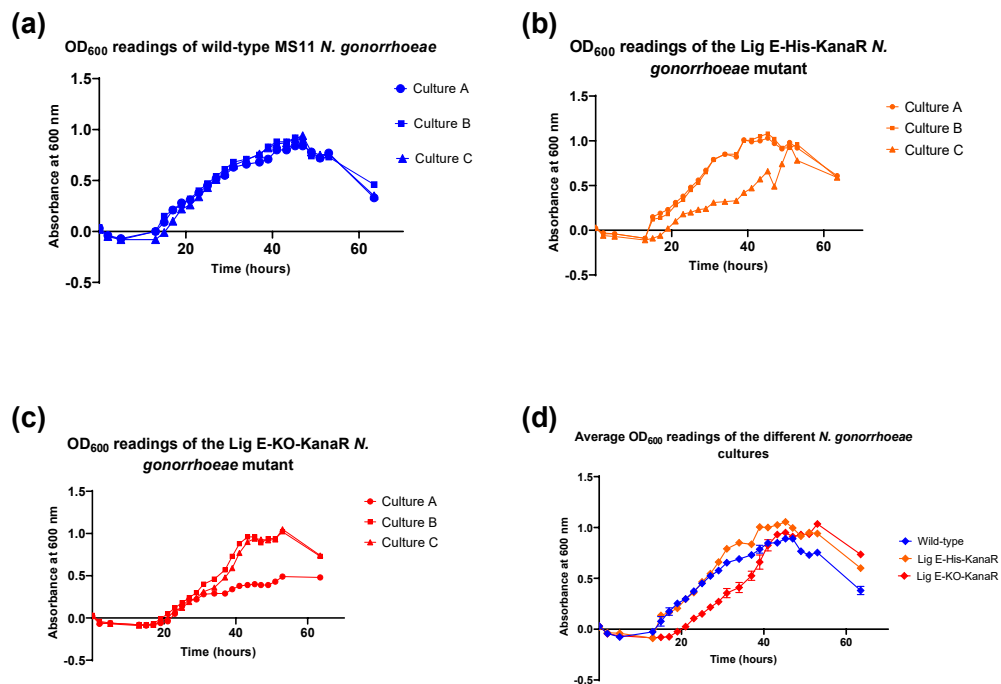 (a)
OD600 readings of wild-type MS11 N. gonorrhoeae
1.5
1.0
0.5
0.0
-0.5
20
40
60
Absorbance at 600 nm
Time (hours)
Culture A
Culture B
Culture C
(b)
OD600 readings of the Lig E-His-KanaR N.
gonorrhoeae mutant
1.5
1.0
0.5
0.0
-0.5
20
40
60
Absorbance at 600 nm
Time (hours)
Culture A
Culture B
Culture C
(c)
OD600 readings of the Lig E-KO-KanaR N.
gonorrhoeae mutant
1.5
1.0
0.5
0.0
-0.5
20
40
60
Absorbance at 600 nm
Time (hours)
Culture A
Culture B
Culture C
(d)
Average OD600 readings of the different N. gonorrhoeae
cultures
1.5
1.0
0.5
0.0
-0.5
20
40
60
Absorbance at 600 nm
Time (hours)
Wild-type
Lig E-His-KanaR
Lig E-KO-KanaR